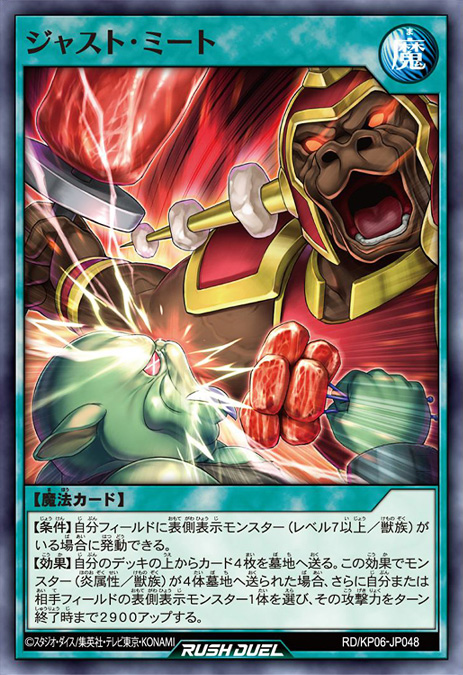 ジャスト・ミート
魔
【魔法カード】
【条件】自分フィールドに表側表示モンスター(レベル7以上/獣族)が
いる場合に発動できる。
【効果】自分のデッキの上からカード4枚を墓地へ送る。この効果でモン
スター(炎属性/獣族)が4体墓地へ送られた場合、さらに自分または
相手フィールドの表側表示モンスター1体を選び、その攻撃力をターン
終了時まで2900アップする。
©スタジオ・ダイス/集英社・テレビ東京・KONAMI
RUSH DUEL
RD/KP06-JP048